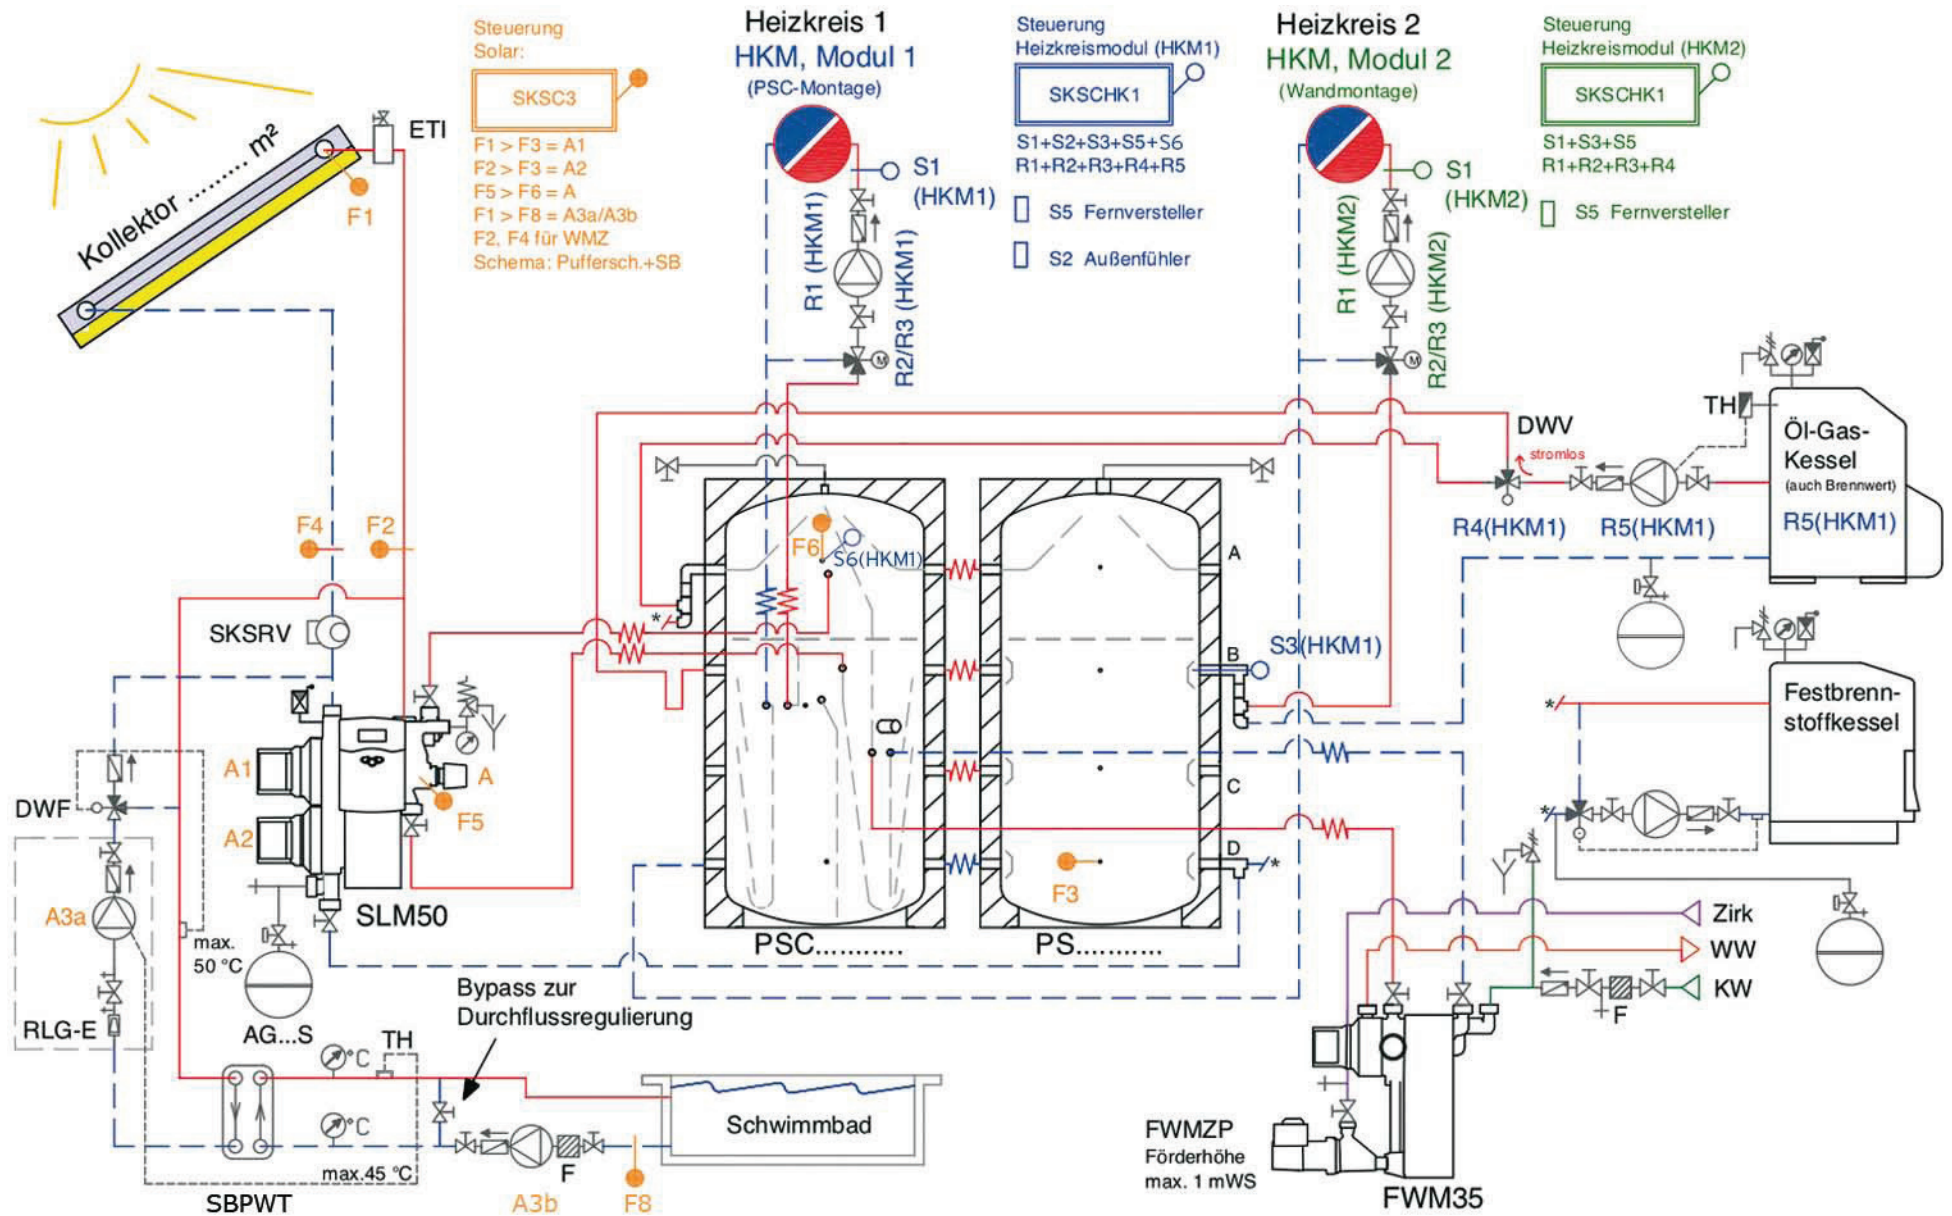 Steuerung
Solar:
SKSC3
F1 > F3 = A1
F2 > F3 = A2
F5 > F6 = A
F1 > F8 = A3a/A3b
F2, F4 für WMZ
Schema: Puffersch.+SB
Heizkreis 1
HKM, Modul 1
(PSC-Montage)
Steuerung
Heizkreismodul (HKM1)
SKSCHK1
S1+S2+S3+S5+S6
R1+R2+R3+R4+R5
S5 Fernversteller
S2 Außenfühler
Heizkreis 2
HKM, Modul 2
(Wandmontage)
Steuerung
Heizkreismodul (HKM2)
SKSCHK1
S1+S3+S5
R1+R2+R3+R4
S5 Fernversteller
ETI
Kollektor ........ m²
F1
S1
(HKM1)
R1 (HKM1)
R2/R3 (HKM1)
M
S1
(HKM2)
R1 (HKM2)
R2/R3 (HKM2)
M
TH
DWV
stromlos
Öl-Gas-
Kessel
(auch Brennwert)
R5(HKM1)
R4(HKM1)
R5(HKM1)
F4
F2
F6
S6(HKM1)
A
SKSRV
*
B
S3(HKM1)
Festbrenn-
stoffkessel
*
A1
A
C
DWF
A2
F5
*
D
*
F3
A3a
SLM50
max.
50 °C
PSC...........
PS...........
Zirk
WW
KW
F
RLG-E
AG...S
Bypass zur
Durchflussregulierung
°C
TH
°C
max.45 °C
SBPWT
A3b
F
F8
Schwimmbad
FWMZP
Förderhöhe
max. 1 mWS
FWM35